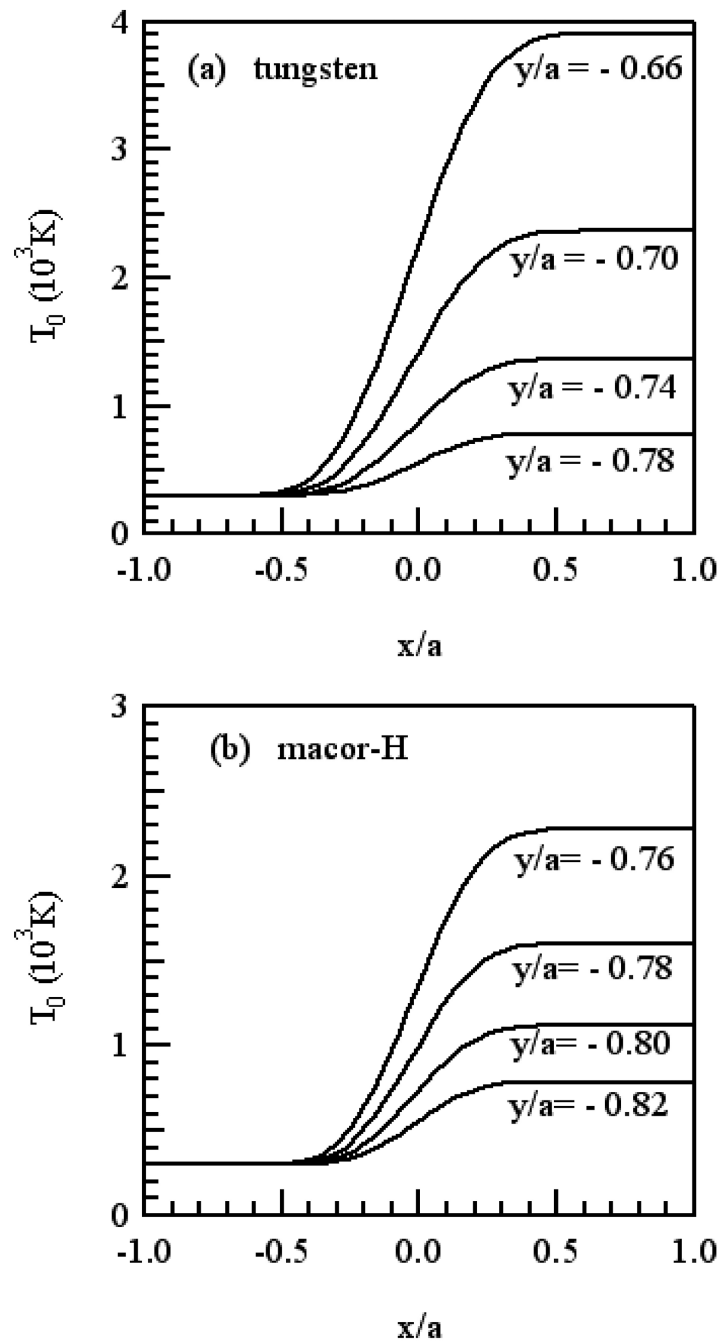 4
(a) tungsten
y/a = - 0.66
3
T₀ (10³K)
y/a = - 0.70
2
y/a = - 0.74
1
y/a = - 0.78
0
-1.0 -0.5 0.0 0.5 1.0
x/a
3
(b) macor-H
y/a= - 0.76
2
T₀ (10³K)
y/a= - 0.78
y/a= - 0.80
1
y/a= - 0.82
0
-1.0 -0.5 0.0 0.5 1.0
x/a